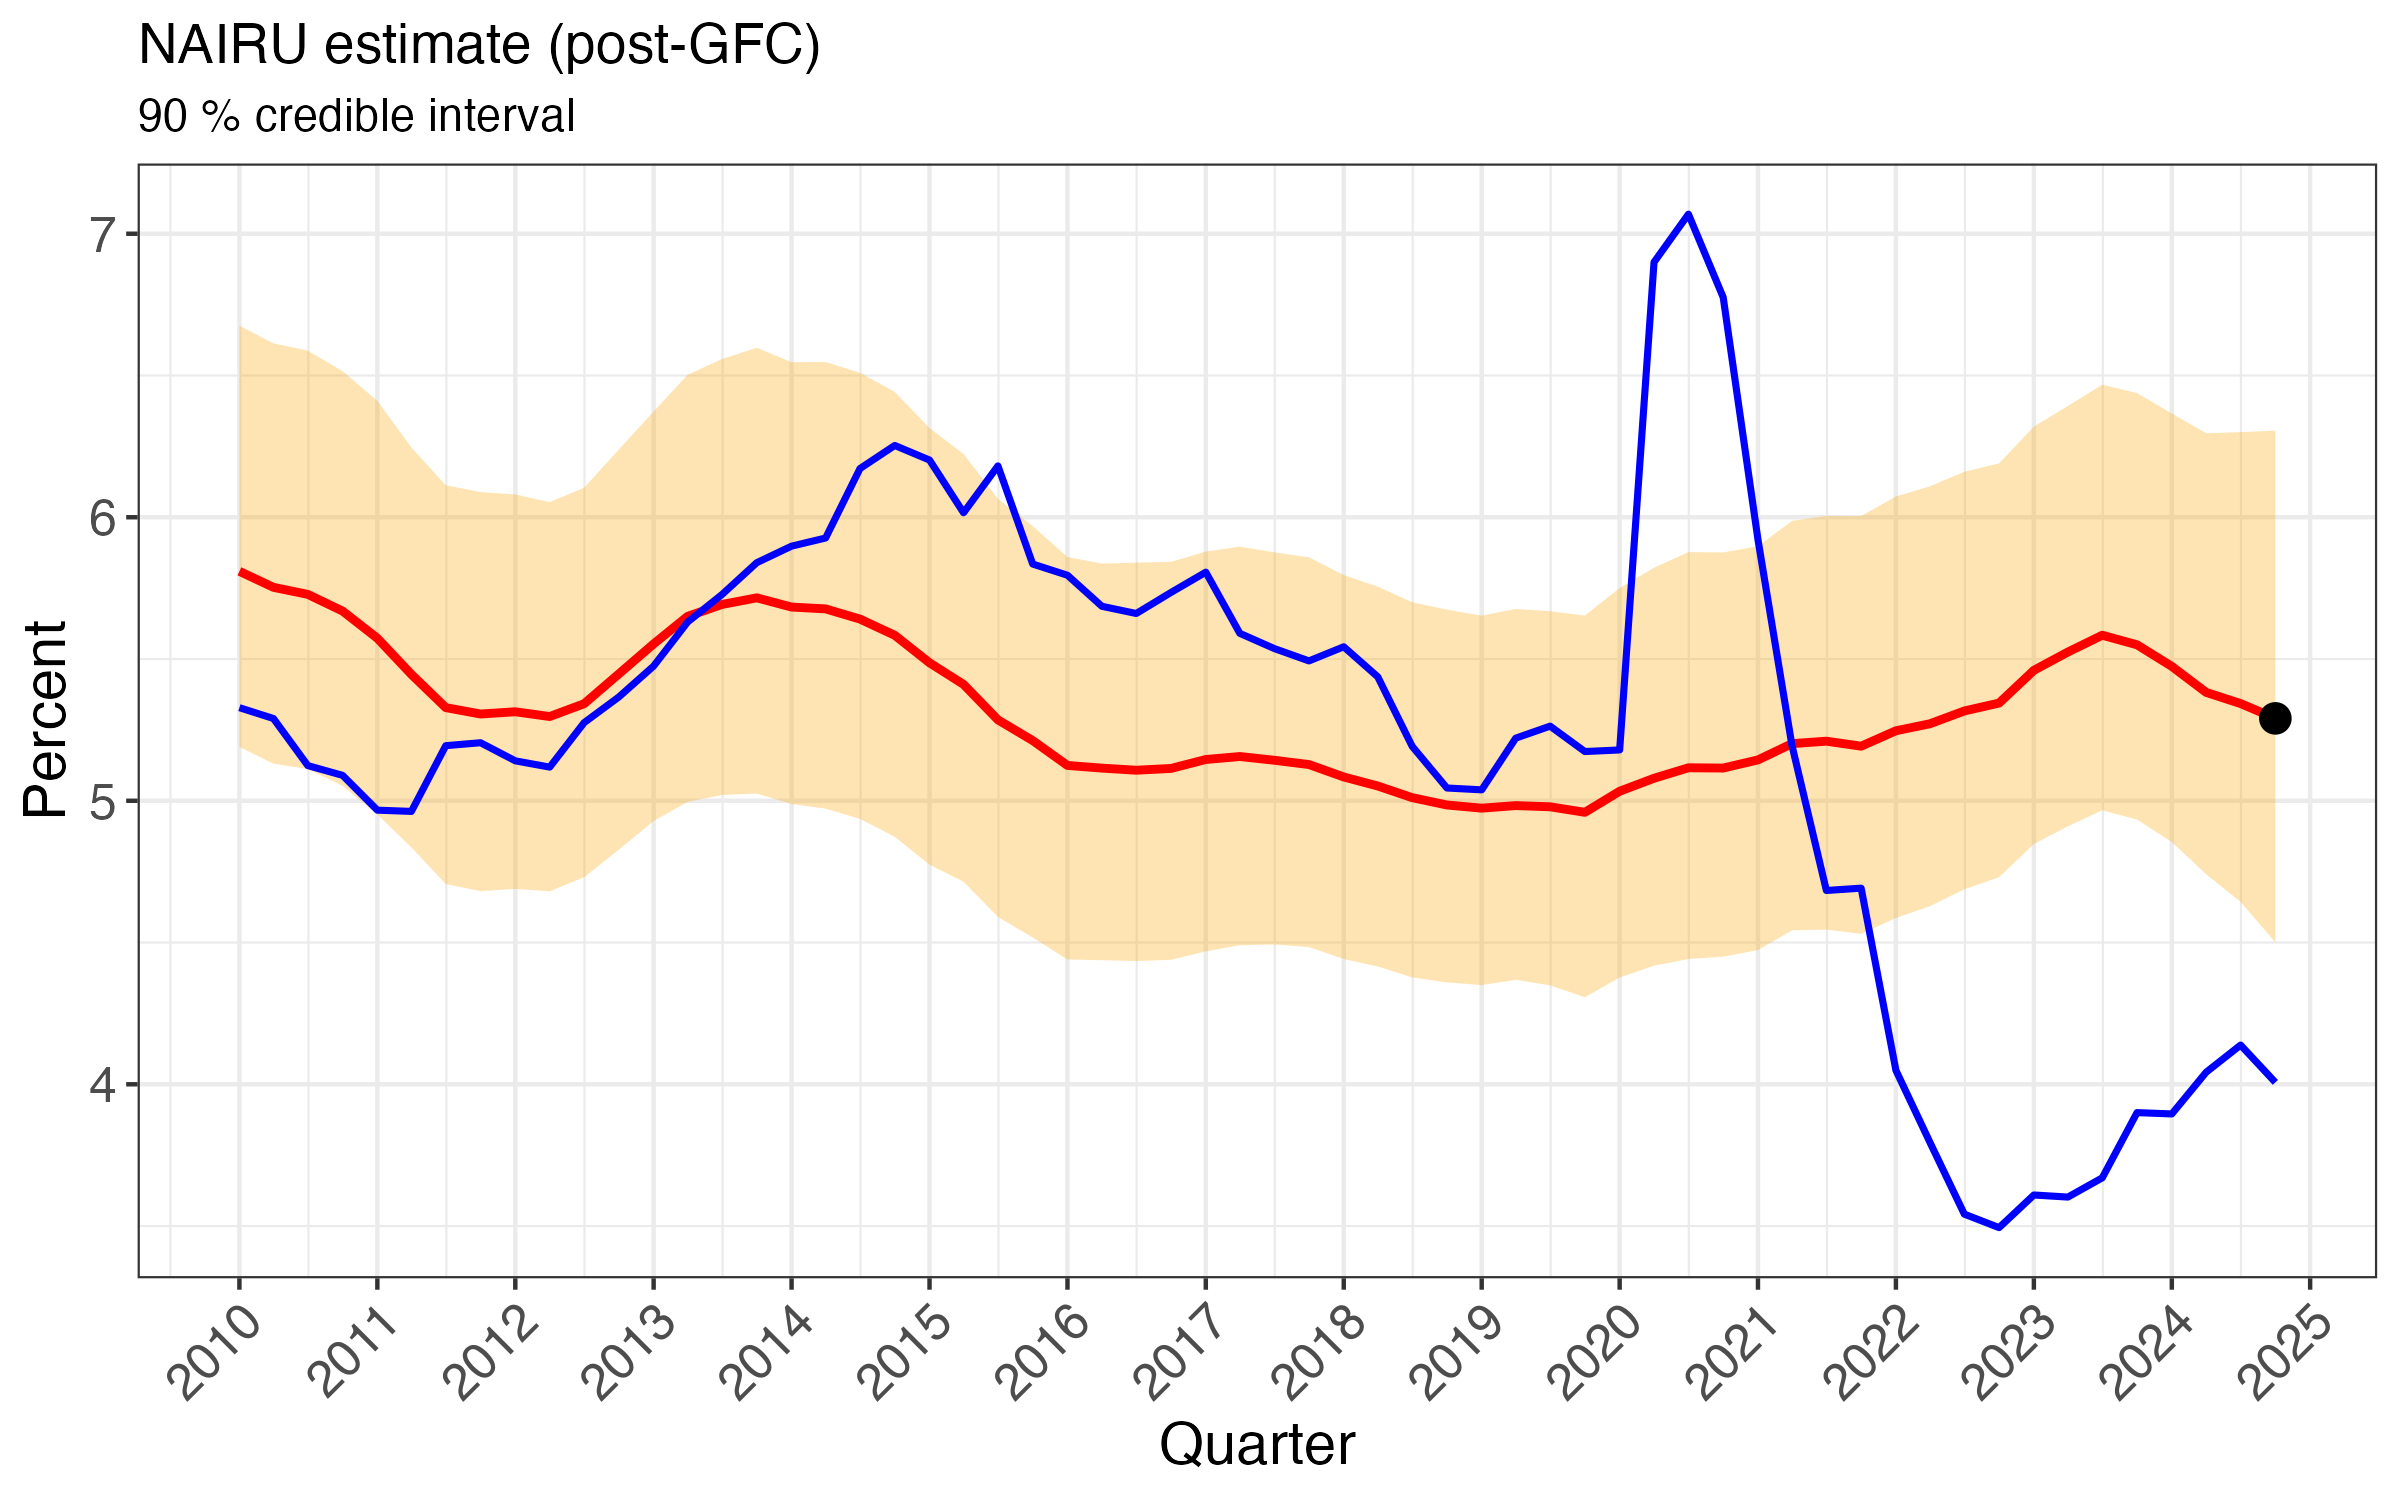 NAIRU estimate (post-GFC)
90 % credible interval
Percent
7
6
5
4
2010 2011 2012 2013 2014 2015 2016 2017 2018 2019 2020 2021 2022 2023 2024 2025
Quarter